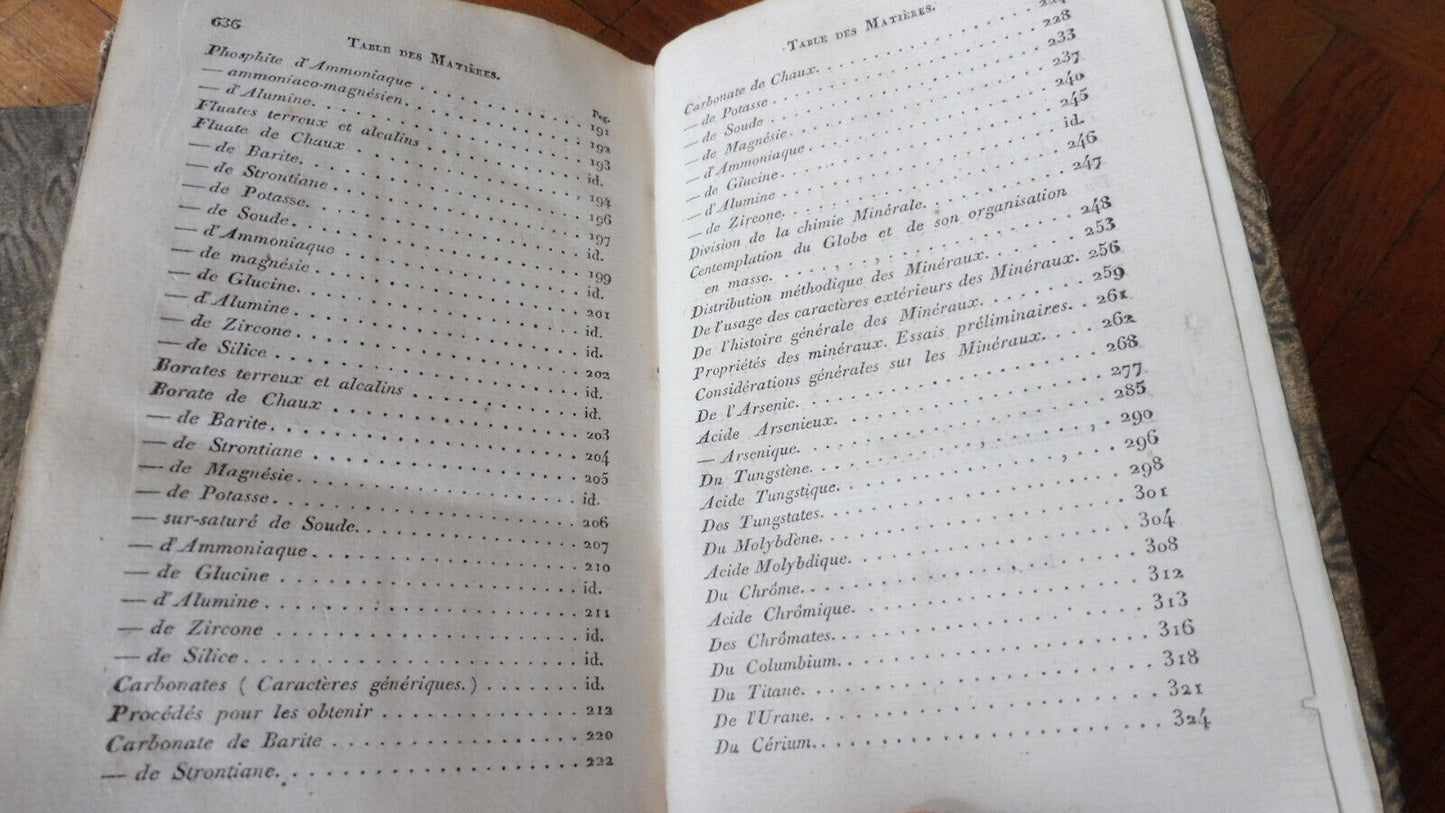 636
TABLE DES MATIÈRES.
Pag.
Phosphite d'Ammoniaque . . . . . . . . 191
— ammoniaco-magnésien. . . . . . . . 192
— d'Alumine. . . . . . . . 193
Fluates terreux et alcalins . . . . . . . . id.
Fluate de Chaux . . . . . . . . 194
— de Barite. . . . . . . . 196
— de Strontiane . . . . . . . . 197
— de Potasse. . . . . . . . id.
— de Soude. . . . . . . . 199
— d'Ammoniaque . . . . . . . . id.
— de magnésie . . . . . . . . 201
— de Glucine. . . . . . . . id.
— d'Alumine . . . . . . . . id.
— de Zircone . . . . . . . . 202
— de Silice . . . . . . . . id.
Borates terreux et alcalins . . . . . . . . id.
Borate de Chaux . . . . . . . . 203
— de Barite. . . . . . . . 204
— de Strontiane . . . . . . . . 205
— de Magnésie . . . . . . . . id.
— de Potasse. . . . . . . . 206
— sur-saturé de Soude. . . . . . . . 207
— d'Ammoniaque . . . . . . . . 210
— de Glucine . . . . . . . . id.
— d'Alumine . . . . . . . . 211
— de Zircone . . . . . . . . id.
— de Silice . . . . . . . . id.
Carbonates ( Caractères génériques. ) . . . . . . id.
Procédés pour les obtenir . . . . . . . . 212
Carbonate de Barite . . . . . . . . 220
— de Strontiane. . . . . . . . 222
TABLE DES MATIÈRES.
Carbonate de Chaux. . . . . . . . 224
— de Potasse . . . . . . . . 228
— de Soude . . . . . . . . 233
— de Magnésie. . . . . . . . 237
— d'Ammoniaque . . . . . . . . 240
— de Glucine. . . . . . . . 245
— d'Alumine . . . . . . . . id.
— de Zircone. . . . . . . . 246
Division de la chimie Minérale. . . . . . . . 247
Contemplation du Globe et de son organisation
en masse. . . . . . . . 248
Distribution méthodique des Minéraux. . . . . . . . 253
De l'usage des caractères extérieurs des Minéraux. 256
De l'histoire générale des Minéraux. . . . . . . . 259
Propriétés des minéraux. Essais préliminaires. . 261
Considérations générales sur les Minéraux. . . . . 262
De l'Arsenic. . . . . . . . 268
Acide Arsenieux. . . . . . . . 277
— Arsenique. . . . . . . . 285
Du Tungstène. . . . . . . . 290
Acide Tungstique. . . . . . . . 296
Des Tungstates. . . . . . . . 298
Du Molybdène. . . . . . . . 301
Acide Molybdique. . . . . . . . 304
Du Chrôme. . . . . . . . 308
Acide Chrômique. . . . . . . . 312
Des Chrômates. . . . . . . . 313
Du Columbium. . . . . . . . 316
Du Titane. . . . . . . . 318
De l'Urane. . . . . . . . 321
Du Cérium. . . . . . . . 324